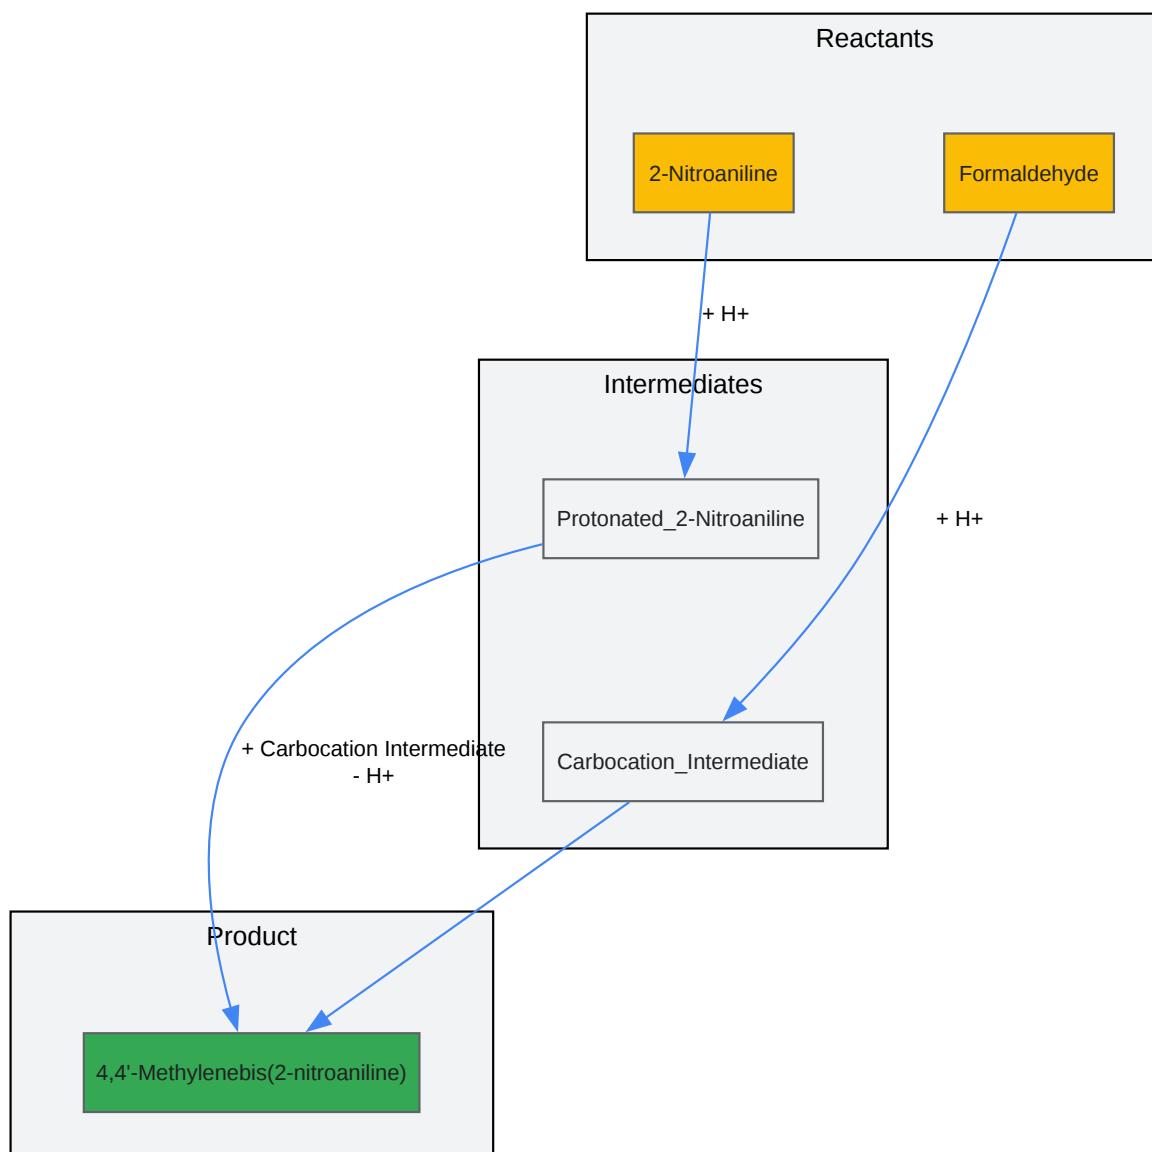 Reactants
2-Nitroaniline
Formaldehyde
+ H+
Intermediates
Protonated_2-Nitroaniline
+ H+
+ Carbocation Intermediate
- H+
Carbocation_Intermediate
Product
4,4'-Methylenebis(2-nitroaniline)